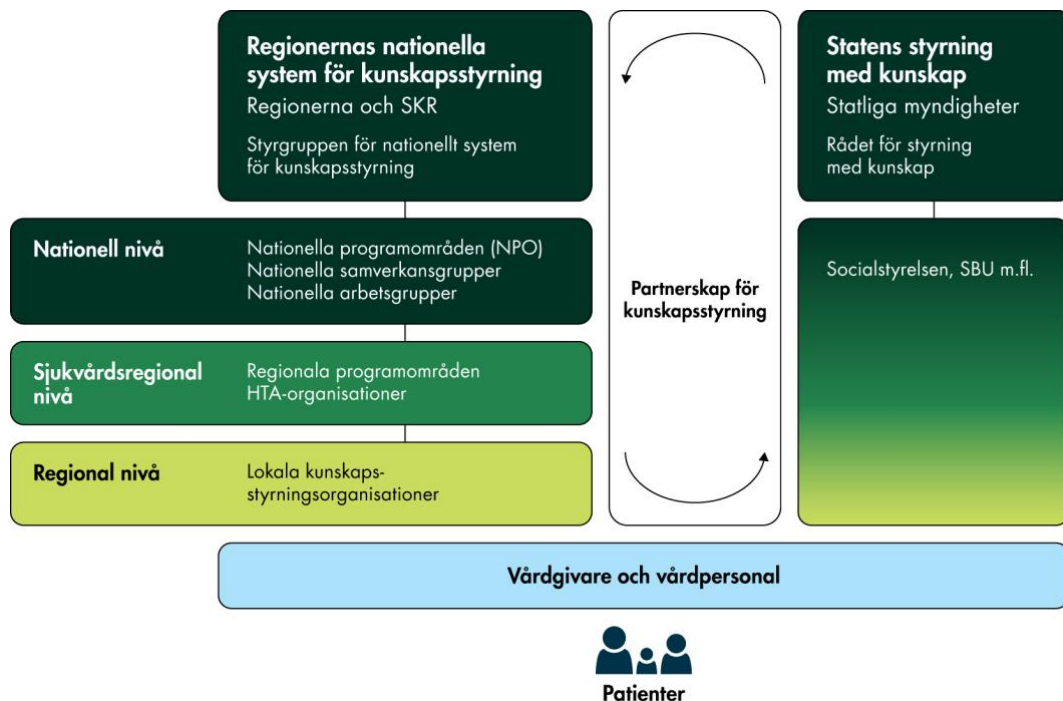 Regionernas nationella
system för kunskapsstyrning
Regionerna och SKR
Styrgruppen för nationellt system
för kunskapsstyrning
Statens styrning
med kunskap
Statliga myndigheter
Rådet för styrning
med kunskap
Nationell nivå
Nationella programområden (NPO)
Nationella samverkansgrupper
Nationella arbetsgrupper
Partnerskap för
kunskapsstyrning
Socialstyrelsen, SBU m.fl.
Sjukvårdsregional
nivå
Regionala programområden
HTA-organisationer
Regional nivå
Lokala kunskaps-
styrningsorganisationer
Vårdgivare och vårdpersonal
Patienter